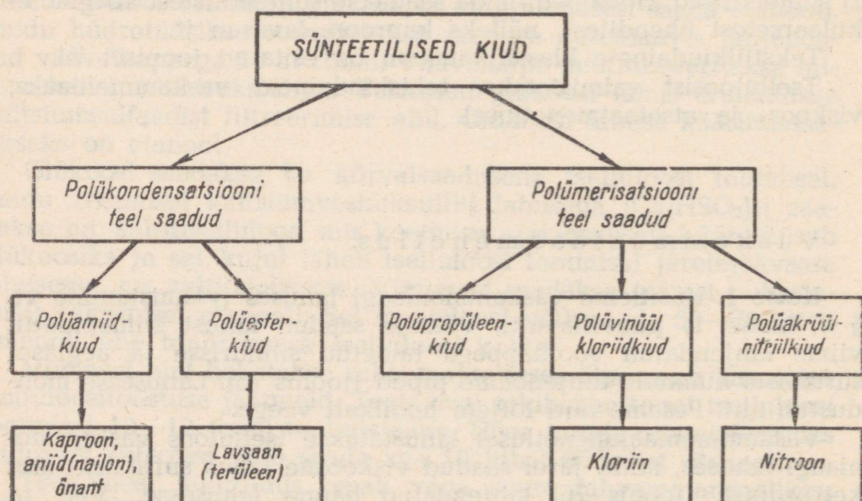 SÜNTEETILISED KIUD
Polükondensatsiooni
teel saadud
Polümerisatsiooni
teel saadud
Polüamiid-
kiud
Polüester-
kiud
Polüpropüleen-
kiud
Polüvinüül
kloriidkiud
Polüakrüül-
nitriilkiud
Kaproon,
aniid(nailon),
önant
Lavsaan
(terüleen)
Kloriin
Nitroon